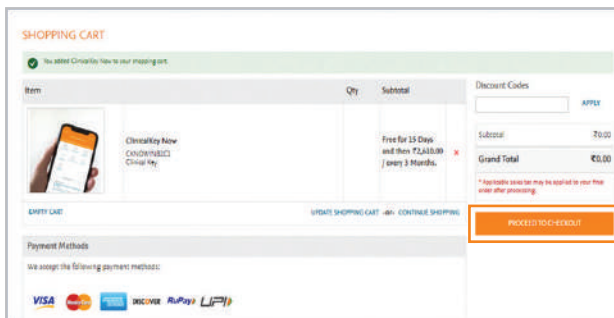 SHOPPING CART
You added ClinicalKey Now to your shopping cart.
Item Qty Subtotal
ClinicalKey Now
Clinical Key
Free for 15 Days
and then ₹2,610.00
/ every 3 Months.
EMPTY CART
UPDATE SHOPPING CART -or- CONTINUE SHOPPING
Payment Methods
We accept the following payment methods:
VISA MasterCard DISCOVER RuPay UPI
Discount Codes
APPLY
Subtotal ₹0.00
Grand Total ₹0.00
* Applicable sales tax may be applied to your final
order after processing.
PROCEED TO CHECKOUT